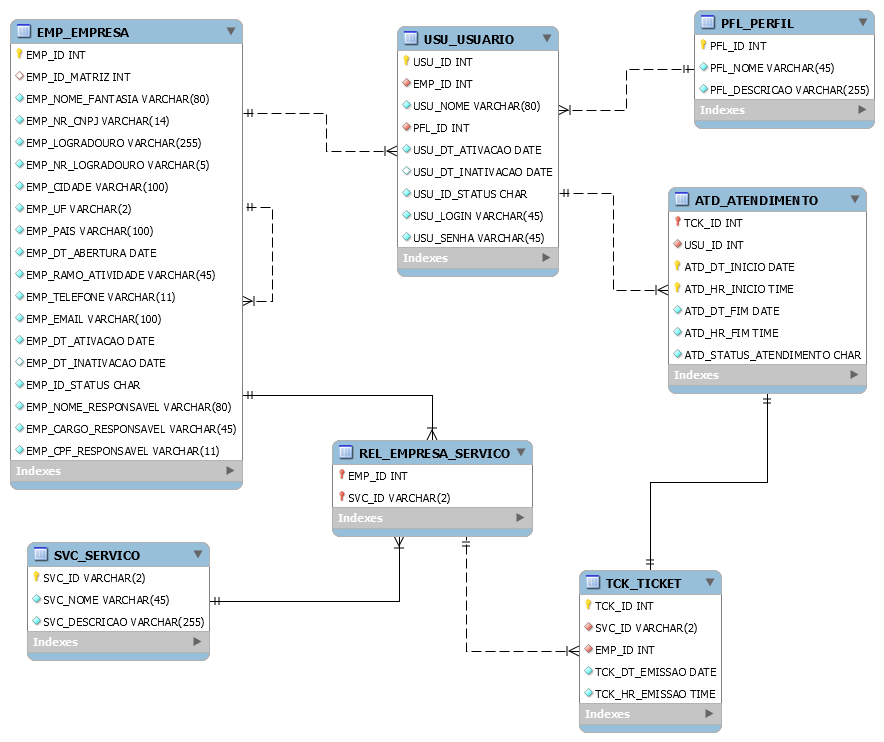 EMP_EMPRESA
EMP_ID INT
EMP_ID_MATRIZ INT
EMP_NOME_FANTASIA VARCHAR(80)
EMP_NR_CNPJ VARCHAR(14)
EMP_LOGRADOURO VARCHAR(255)
EMP_NR_LOGRADOURO VARCHAR(5)
EMP_CIDADE VARCHAR(100)
EMP_UF VARCHAR(2)
EMP_PAIS VARCHAR(100)
EMP_DT_ABERTURA DATE
EMP_RAMO_ATIVIDADE VARCHAR(45)
EMP_TELEFONE VARCHAR(11)
EMP_EMAIL VARCHAR(100)
EMP_DT_ATIVACAO DATE
EMP_DT_INATIVACAO DATE
EMP_ID_STATUS CHAR
EMP_NOME_RESPONSAVEL VARCHAR(80)
EMP_CARGO_RESPONSAVEL VARCHAR(45)
EMP_CPF_RESPONSAVEL VARCHAR(11)
Indexes
USU_USUARIO
USU_ID INT
EMP_ID INT
USU_NOME VARCHAR(80)
PFL_ID INT
USU_DT_ATIVACAO DATE
USU_DT_INATIVACAO DATE
USU_ID_STATUS CHAR
USU_LOGIN VARCHAR(45)
USU_SENHA VARCHAR(45)
Indexes
PFL_PERFIL
PFL_ID INT
PFL_NOME VARCHAR(45)
PFL_DESCRICAO VARCHAR(255)
Indexes
ATD_ATENDIMENTO
TCK_ID INT
USU_ID INT
ATD_DT_INICIO DATE
ATD_HR_INICIO TIME
ATD_DT_FIM DATE
ATD_HR_FIM TIME
ATD_STATUS_ATENDIMENTO CHAR
Indexes
REL_EMPRESA_SERVICO
EMP_ID INT
SVC_ID VARCHAR(2)
Indexes
SVC_SERVICO
SVC_ID VARCHAR(2)
SVC_NOME VARCHAR(45)
SVC_DESCRICAO VARCHAR(255)
Indexes
TCK_TICKET
TCK_ID INT
SVC_ID VARCHAR(2)
EMP_ID INT
TCK_DT_EMISSAO DATE
TCK_HR_EMISSAO TIME
Indexes